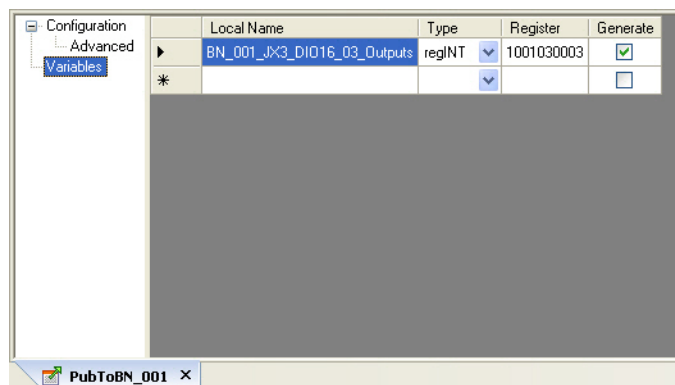 Configuration
Advanced
Variables
Local Name Type Register Generate
BN_001_JX3_DIO16_03_Outputs regINT 1001030003
PubToBN_001